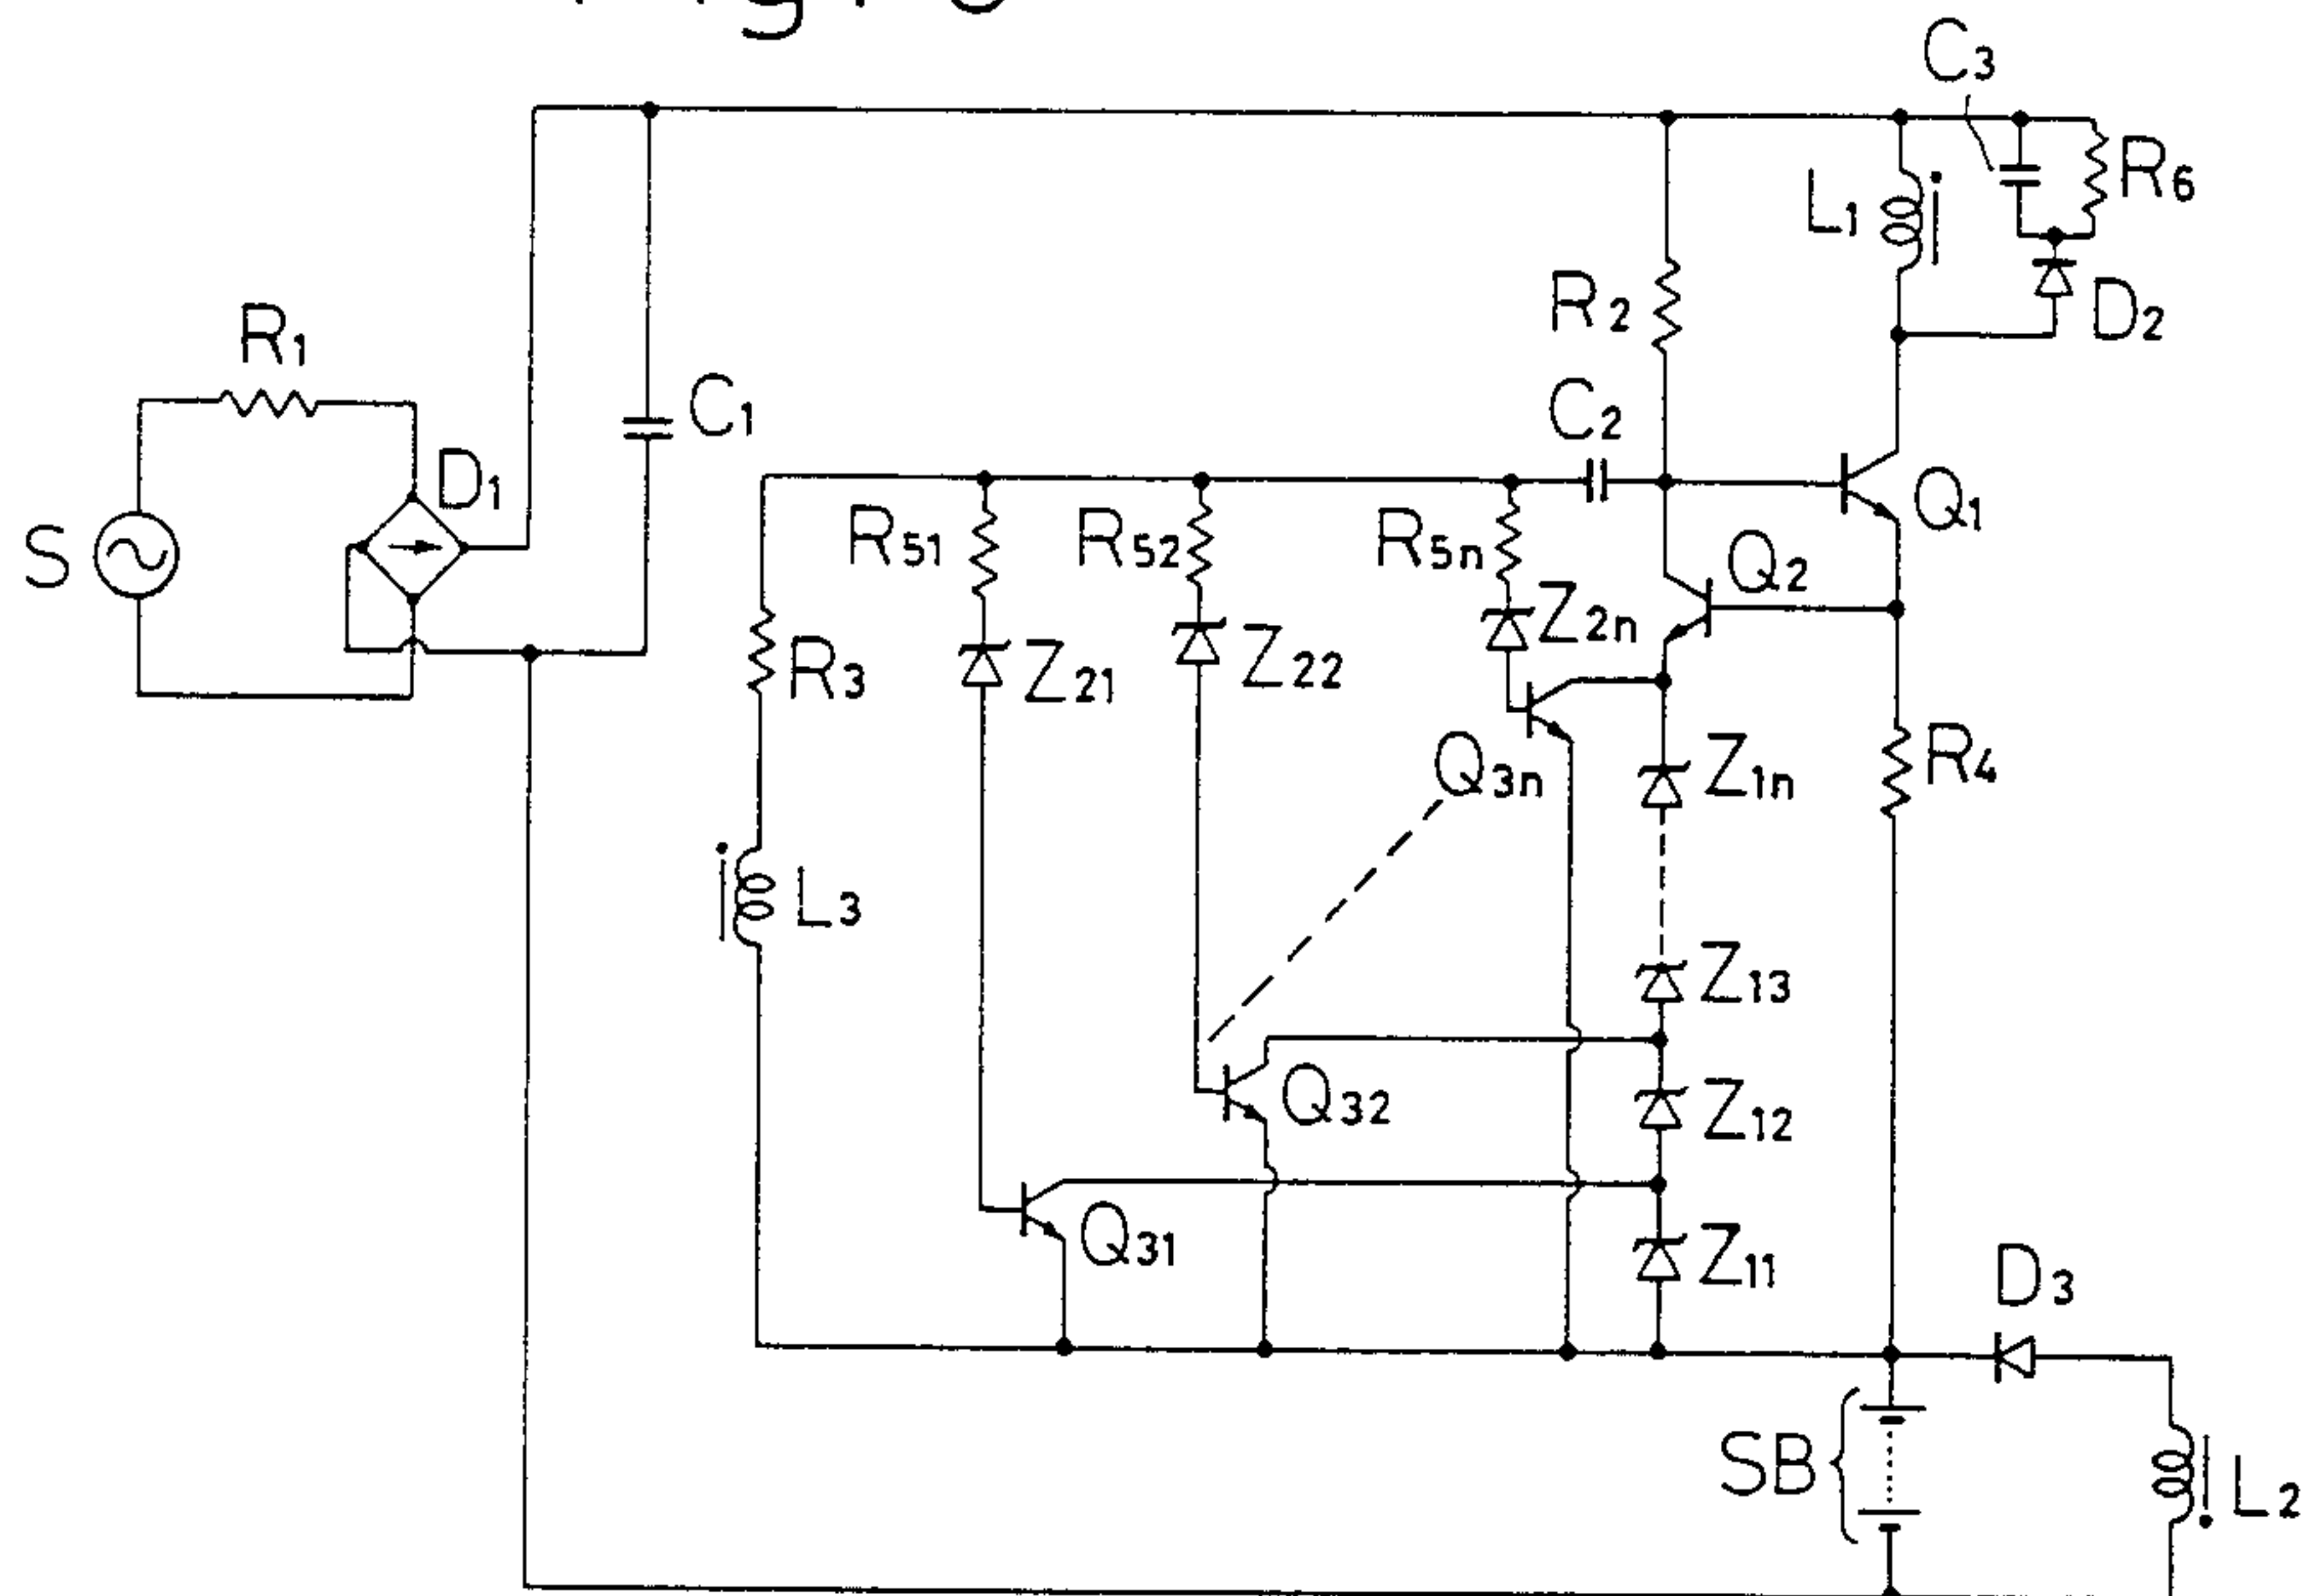 C3
R6
L1
R2
D2
R1
C1
C2
D1
Q1
S
R51
R52
R5n
Q2
Z2n
R3
Z21
Z22
Q3n
Z1n
R4
L3
Z13
Q32
Z12
Q31
Z11
D3
SB
L2